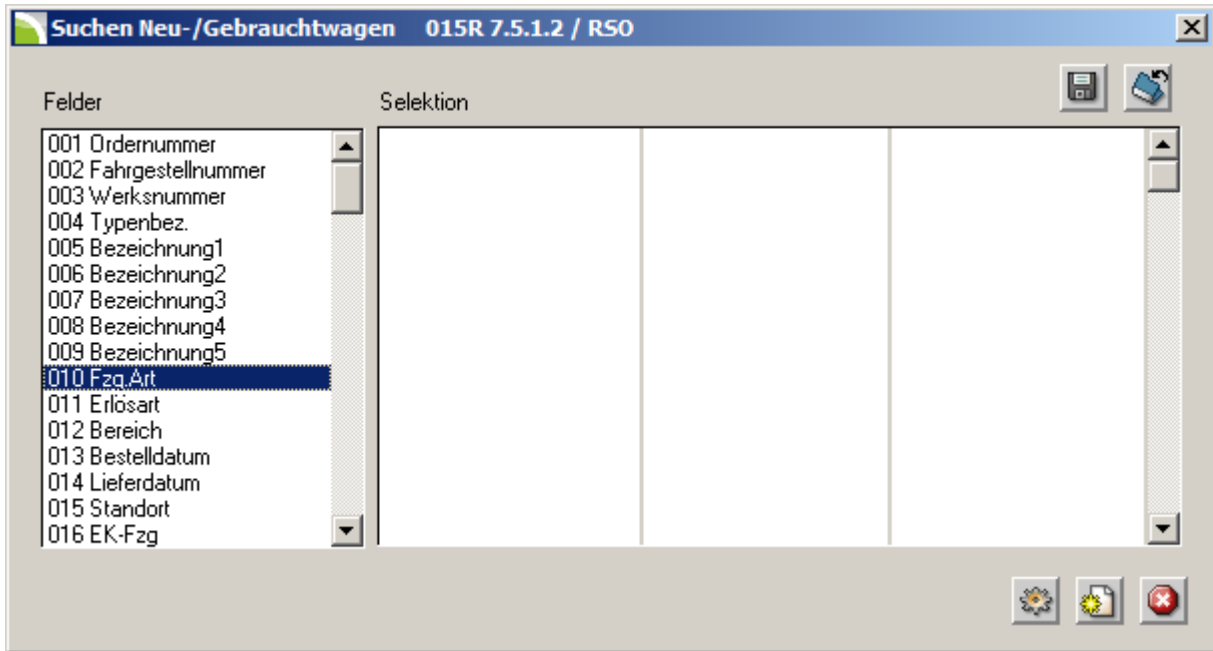 Suchen Neu-/Gebrauchtwagen 015R 7.5.1.2 / RSO
Felder
Selektion
001 Ordernummer
002 Fahrgestellnummer
003 Werksnummer
004 Typenbez.
005 Bezeichnung1
006 Bezeichnung2
007 Bezeichnung3
008 Bezeichnung4
009 Bezeichnung5
010 Fzg.Art
011 Erlösart
012 Bereich
013 Bestelldatum
014 Lieferdatum
015 Standort
016 EK-Fzg